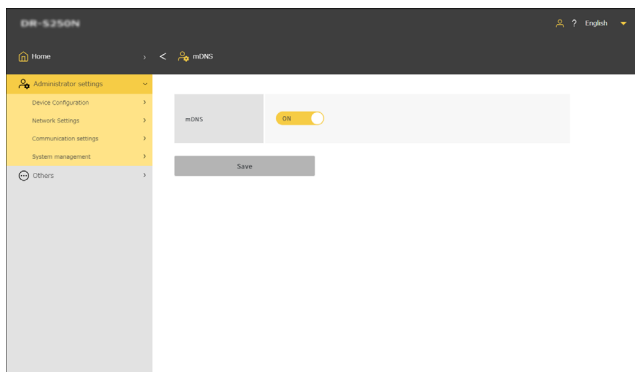 DR-S250N
? English
Home
< mDNS
Administrator settings
Device Configuration
Network Settings
Communication settings
System management
Others
mDNS
ON
Save